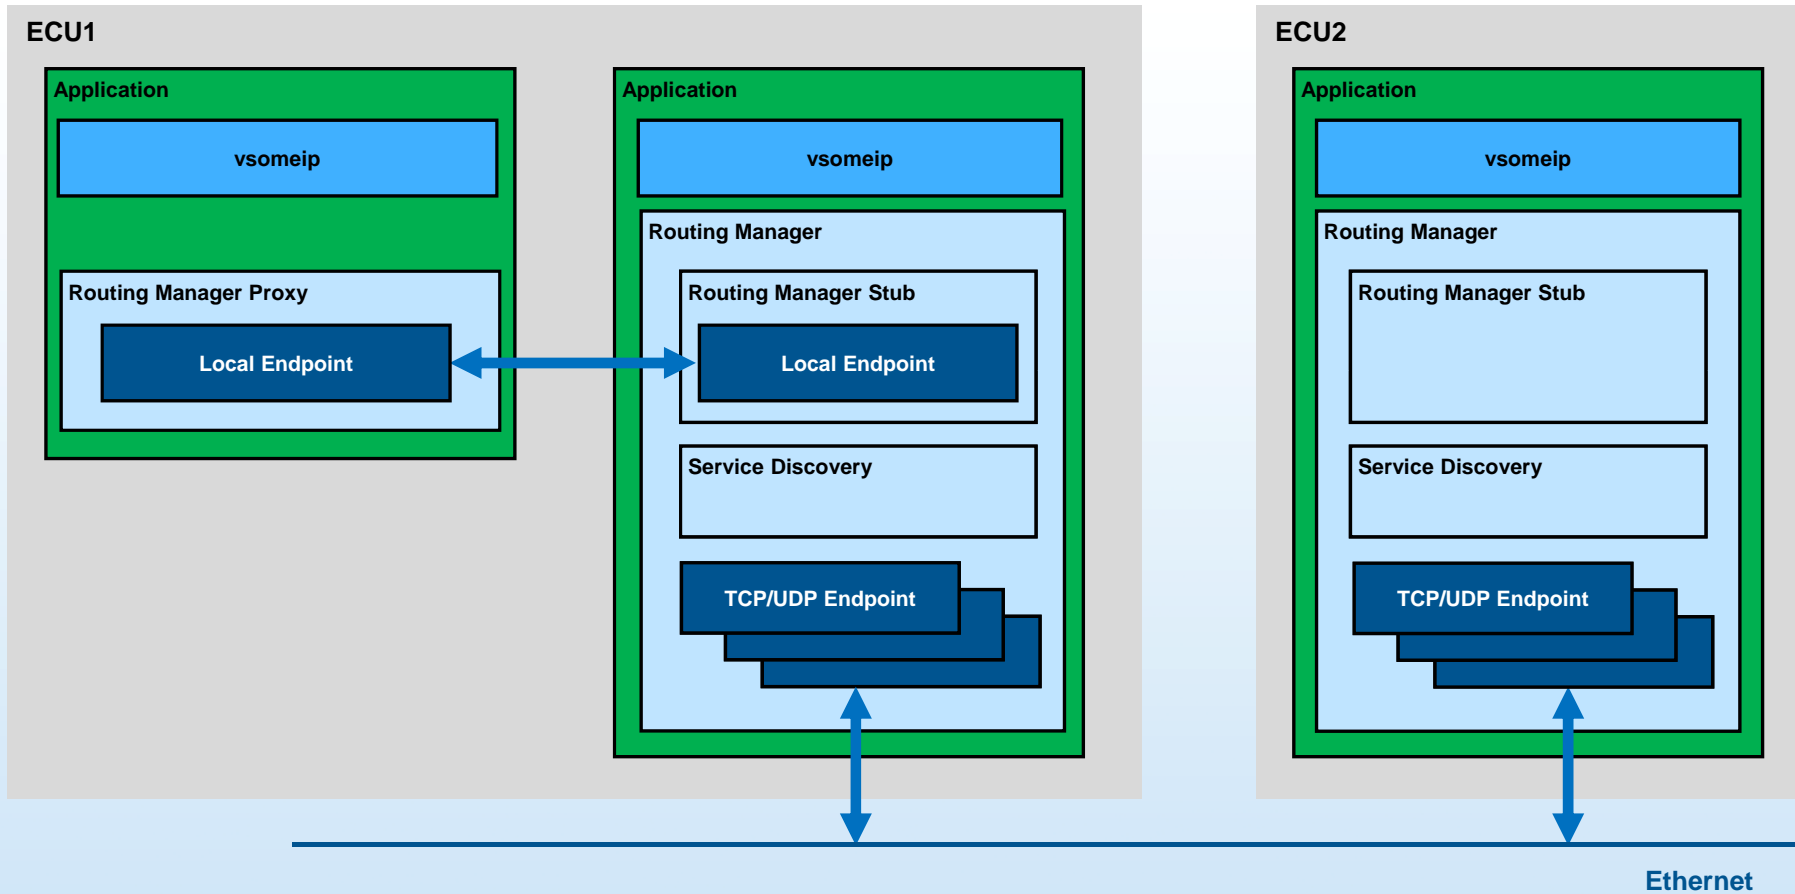 ECU1
Application
vsomeip
Routing Manager Proxy
Local Endpoint
Application
vsomeip
Routing Manager
Routing Manager Stub
Local Endpoint
Service Discovery
TCP/UDP Endpoint
ECU2
Application
vsomeip
Routing Manager
Routing Manager Stub
Service Discovery
TCP/UDP Endpoint
Ethernet